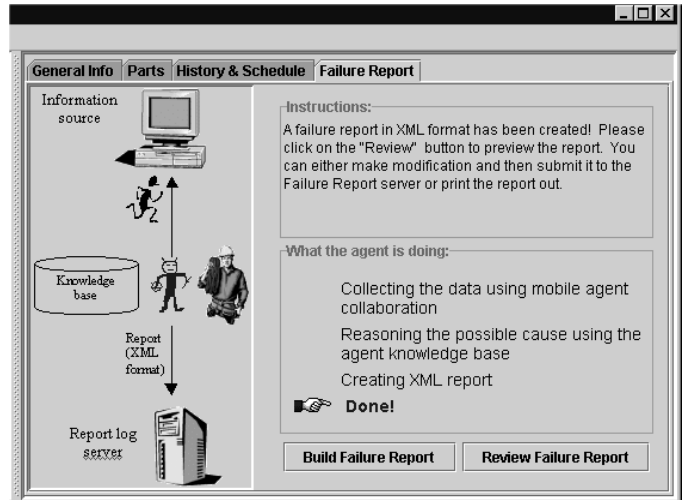 General Info Parts History & Schedule Failure Report
Information
source
Knowledge
base
Report
(XML
format)
Report log
server
Instructions:
A failure report in XML format has been created! Please
click on the "Review" button to preview the report. You
can either make modification and then submit it to the
Failure Report server or print the report out.
What the agent is doing:
Collecting the data using mobile agent
collaboration
Reasoning the possible cause using the
agent knowledge base
Creating XML report
Done!
Build Failure Report Review Failure Report